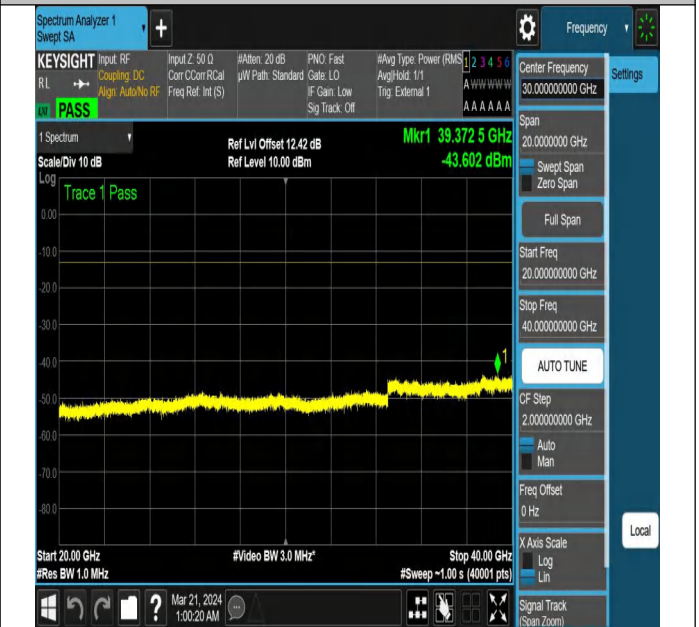 Spectrum Analyzer 1
Swept SA
+
Frequency
KEYSIGHT
RL
PASS
Input: RF
Coupling: DC
Align: Auto/No RF
Input Z: 50 Ω
Corr CCorr RCal
Freq Ref: Int (S)
#Atten: 20 dB
µW Path: Standard
PNO: Fast
Gate: LO
IF Gain: Low
Sig Track: Off
#Avg Type: Power (RMS
Avg|Hold: 1/1
Trig: External 1
1 2 3 4 5 6
A W W W W W
A A A A A A
1 Spectrum
Scale/Div 10 dB
Ref Lvl Offset 12.42 dB
Ref Level 10.00 dBm
Mkr1 39.372 5 GHz
-43.602 dBm
Log
Trace 1 Pass
0.00
-10.0
-20.0
-30.0
-40.0
-50.0
-60.0
-70.0
-80.0
1
Start 20.00 GHz
#Res BW 1.0 MHz
#Video BW 3.0 MHz*
Stop 40.00 GHz
#Sweep ~1.00 s (40001 pts)
Mar 21, 2024
1:00:20 AM
?
Center Frequency
30.000000000 GHz
Settings
Span
20.0000000 GHz
Swept Span
Zero Span
Full Span
Start Freq
20.000000000 GHz
Stop Freq
40.000000000 GHz
AUTO TUNE
CF Step
2.000000000 GHz
Auto
Man
Freq Offset
0 Hz
X Axis Scale
Log
Lin
Local
Signal Track
(Span Zoom)